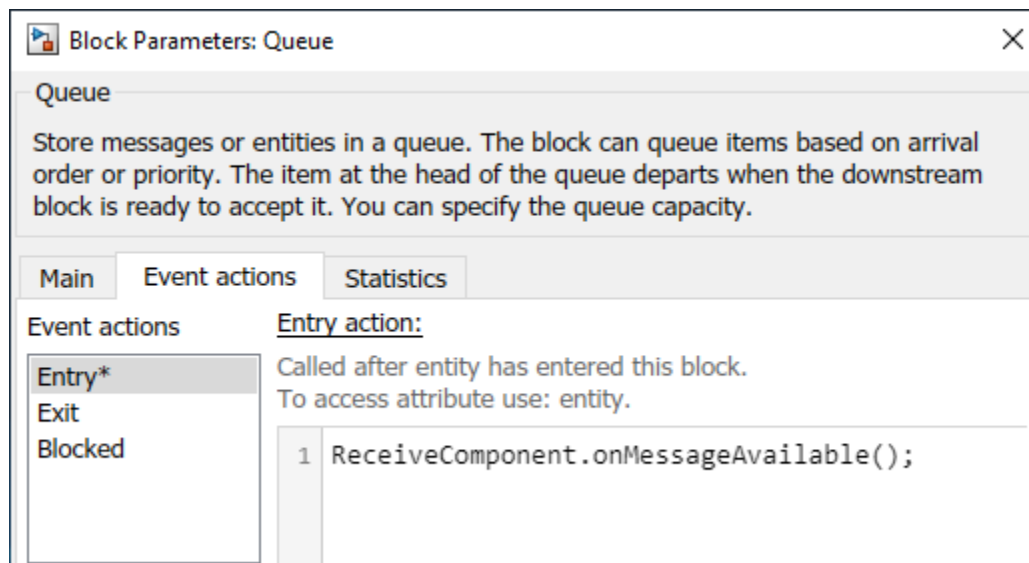 Block Parameters: Queue
Queue
Store messages or entities in a queue. The block can queue items based on arrival
order or priority. The item at the head of the queue departs when the downstream
block is ready to accept it. You can specify the queue capacity.
Main Event actions Statistics
Event actions
Entry*
Exit
Blocked
Entry action:
Called after entity has entered this block.
To access attribute use: entity.
1 ReceiveComponent.onMessageAvailable();